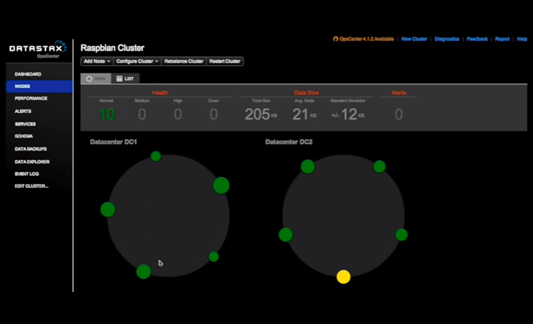 OpsCenter 4.1.2 Available New Cluster Diagnostics Feedback Report Help
DATASTAX
OpsCenter
Raspbian Cluster
Add Node Configure Cluster Rebalance Cluster Restart Cluster
RING LIST
DASHBOARD
NODES
PERFORMANCE
ALERTS
SERVICES
SCHEMA
DATA BACKUPS
DATA EXPLORER
EVENT LOG
EDIT CLUSTER...
Health Data Size Alerts
Normal Medium High Down Total Size Avg. Node Standard Deviation
10 0 0 0 205 KB 21 KB +/- 12 KB 0
Datacenter DC1 Datacenter DC2